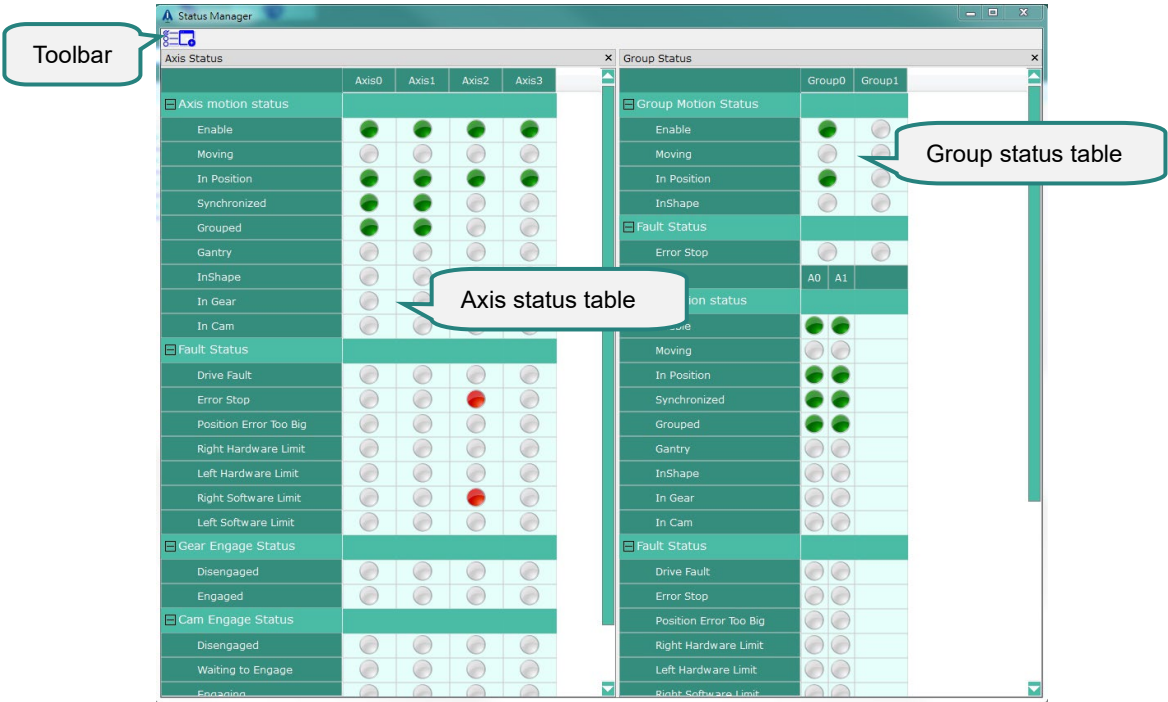 Status Manager
Toolbar
Axis Status
Axis0 Axis1 Axis2 Axis3
Axis motion status
Enable
Moving
In Position
Synchronized
Grouped
Gantry
InShape
In Gear
In Cam
Axis status table
Fault Status
Drive Fault
Error Stop
Position Error Too Big
Right Hardware Limit
Left Hardware Limit
Right Software Limit
Left Software Limit
Gear Engage Status
Disengaged
Engaged
Cam Engage Status
Disengaged
Waiting to Engage
Engaging
Group Status
Group0 Group1
Group Motion Status
Enable
Moving
In Position
InShape
Group status table
Fault Status
Error Stop
A0 A1
status
Moving
In Position
Synchronized
Grouped
Gantry
InShape
In Gear
In Cam
Fault Status
Drive Fault
Error Stop
Position Error Too Big
Right Hardware Limit
Left Hardware Limit
Right Software Limit